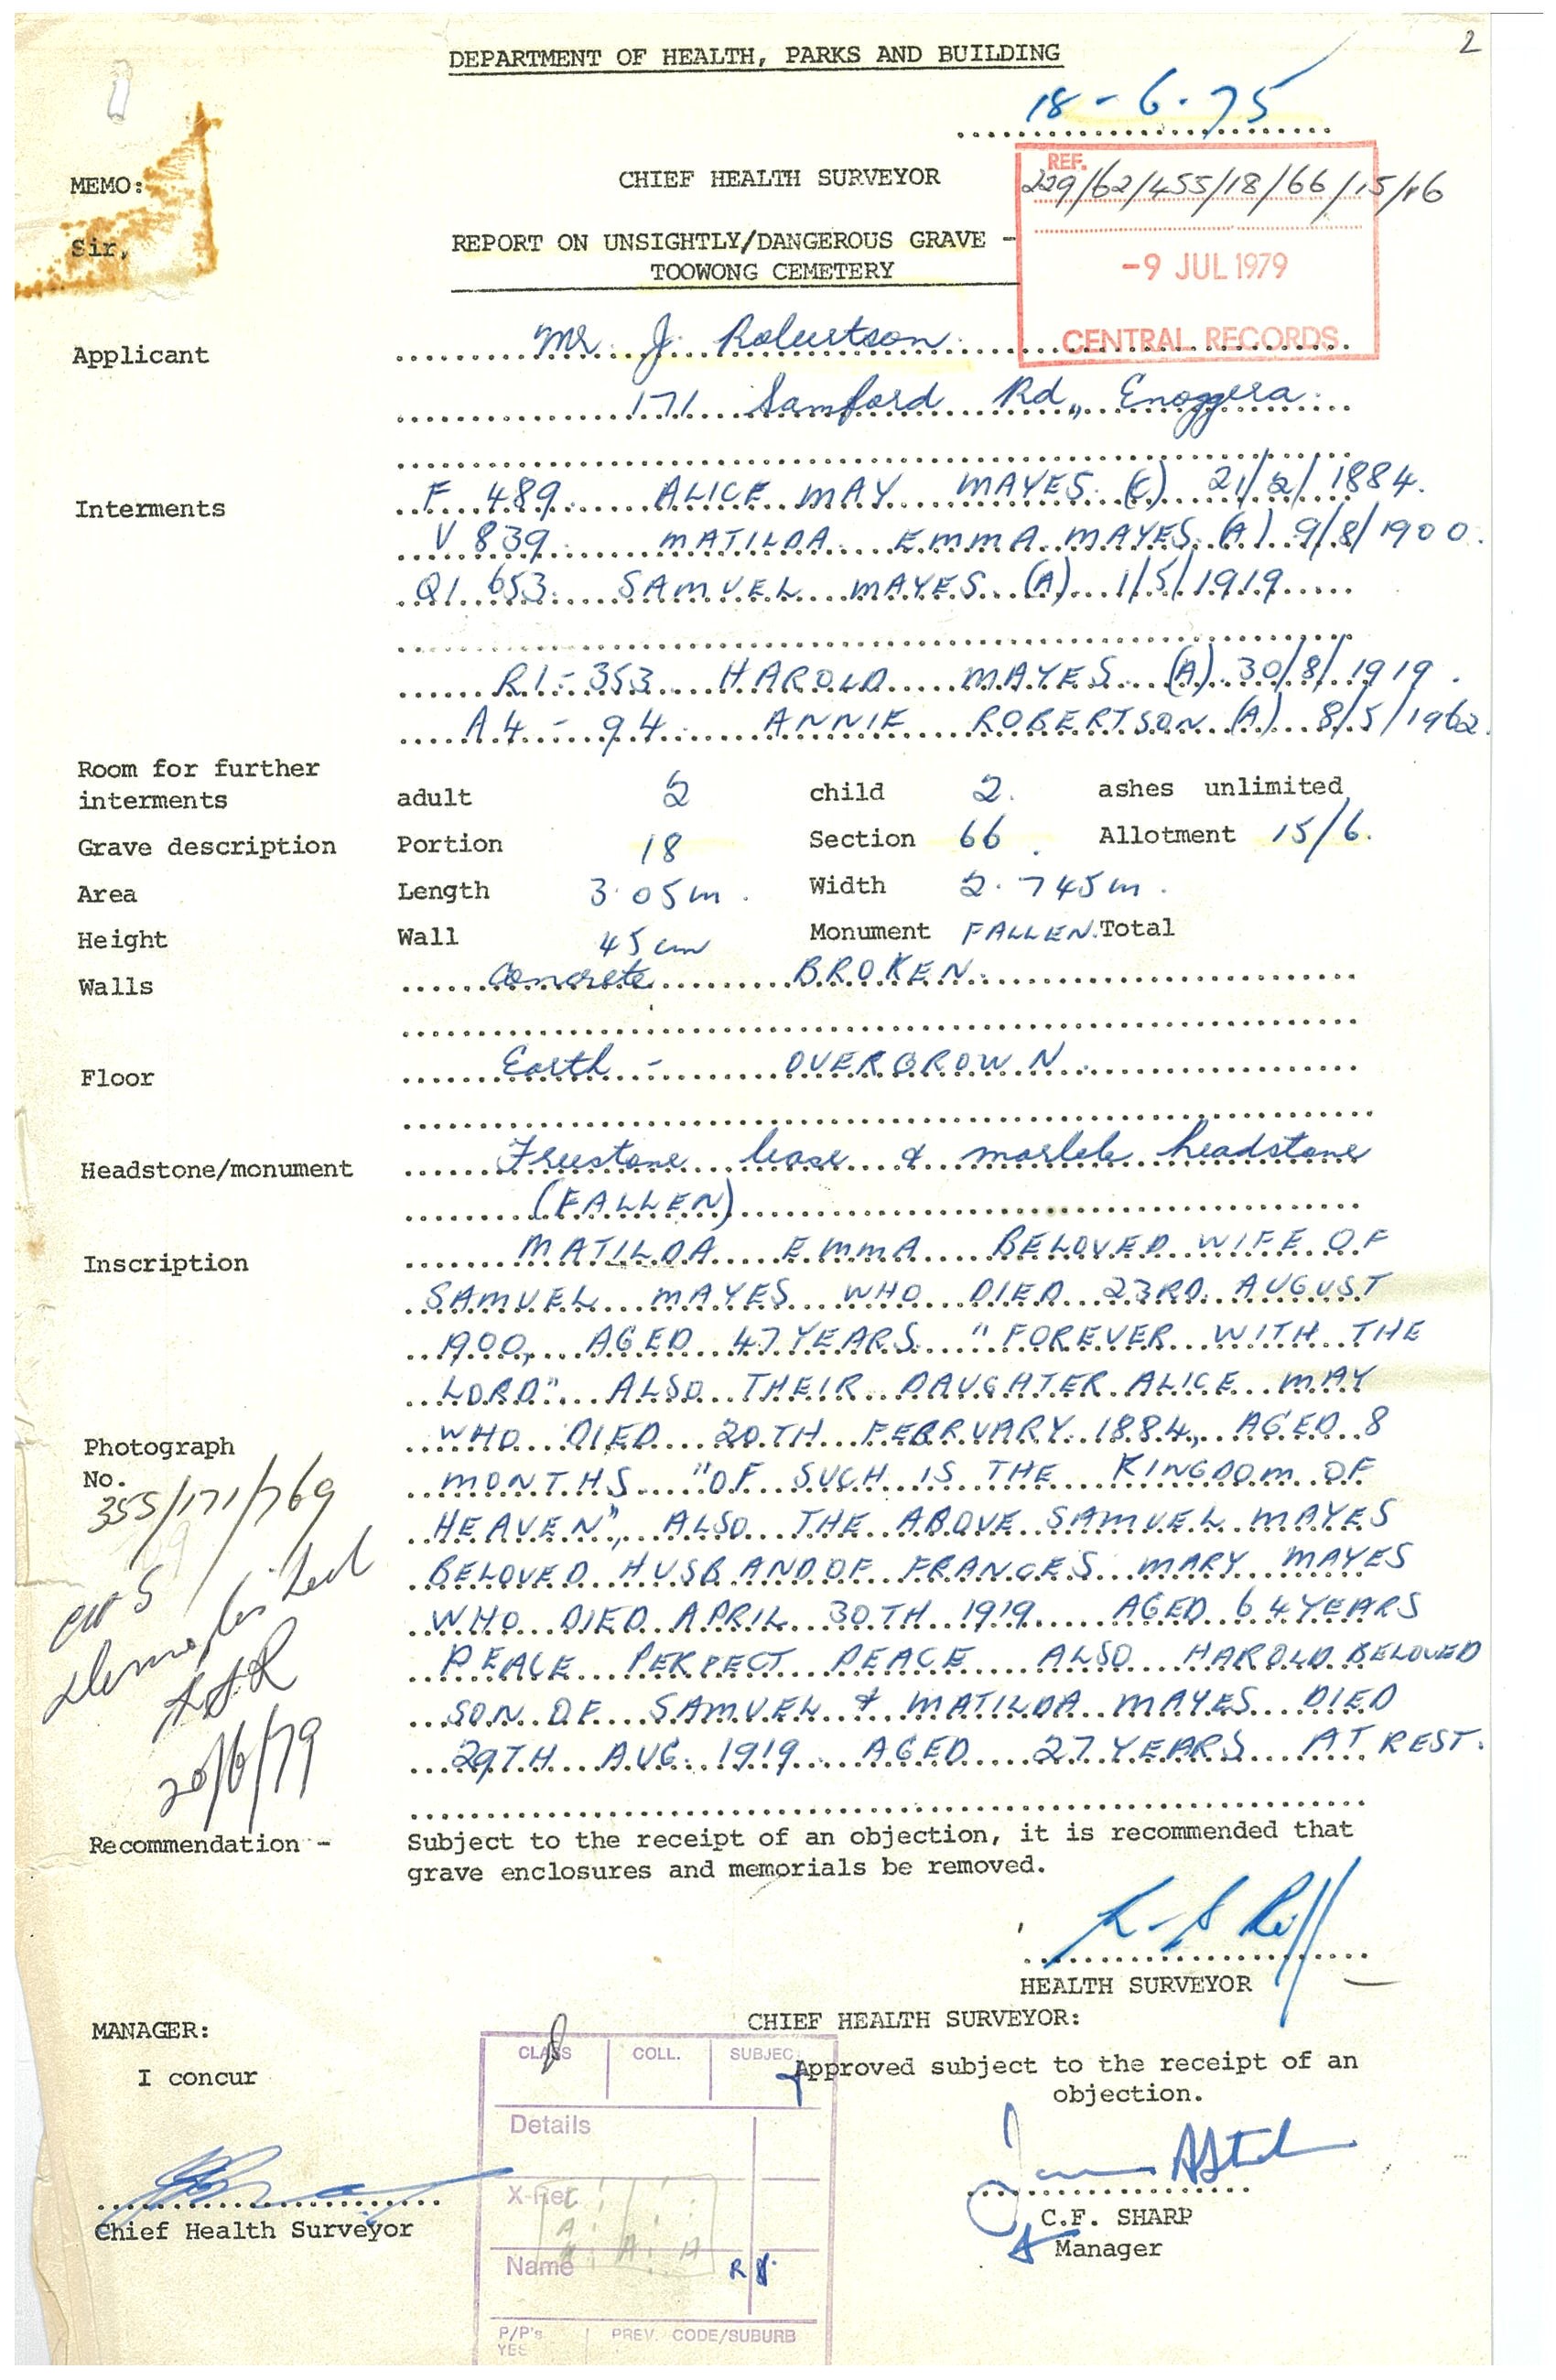 2
DEPARTMENT OF HEALTH, PARKS AND BUILDING
18-6-75
MEMO:
CHIEF HEALTH SURVEYOR
REF.
229/62/455/18/66/15/16
Sir,
REPORT ON UNSIGHTLY/DANGEROUS GRAVE -
TOOWONG CEMETERY
-9 JUL 1979
CENTRAL RECORDS
Applicant Mr. J Robertson
171 Samford Rd., Enoggera.
Interments F 489 ALICE MAY MAYES (C) 21/2/1884.
V 839 MATILDA EMMA MAYES (A) 9/8/1900.
Q1 653 SAMUEL MAYES (A) 1/5/1919
R1-353 HAROLD MAYES (A) 30/8/1919.
A4-94 ANNIE ROBERTSON (A) 8/5/1962.
Room for further
interments adult 2 child 2. ashes unlimited
Grave description Portion 18 Section 66. Allotment 15/6.
Area Length 3.05m. Width 2.745m.
Height Wall 45 cm Monument FALLEN. Total
Walls Concrete BROKEN.
Floor Earth - OVERGROWN.
Headstone/monument Freestone base & marble headstone
(FALLEN)
Inscription MATILDA EMMA BELOVED WIFE OF
SAMUEL MAYES WHO DIED 23RD. AUGUST
1900, AGED 47 YEARS "FOREVER WITH THE
LORD" ALSO THEIR DAUGHTER ALICE MAY
WHO DIED 20TH FEBRUARY 1884, AGED 8
MONTHS "OF SUCH IS THE KINGDOM OF
HEAVEN", ALSO THE ABOVE SAMUEL MAYES
BELOVED HUSBAND OF FRANCES MARY MAYES
WHO DIED APRIL 30TH 1919 AGED 64 YEARS
PEACE PERFECT PEACE ALSO HAROLD BELOVED
SON OF SAMUEL & MATILDA MAYES DIED
29TH AUG. 1919 AGED 27 YEARS AT REST.
Photograph
No.
355/171/769
20/6/79
Recommendation - Subject to the receipt of an objection, it is recommended that
grave enclosures and memorials be removed.
HEALTH SURVEYOR
MANAGER:
I concur
Chief Health Surveyor
CHIEF HEALTH SURVEYOR:
Approved subject to the receipt of an
objection.
C.F. SHARP
Manager
CLASS COLL. SUBJEC
Details
X-Ref.
Name
P/P's
YES
PREV. CODE/SUBURB